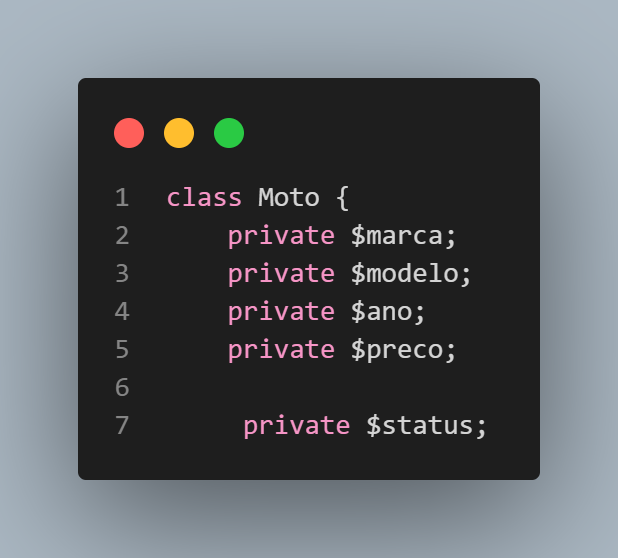 1 class Moto {
2     private $marca;
3     private $modelo;
4     private $ano;
5     private $preco;
6
7      private $status;